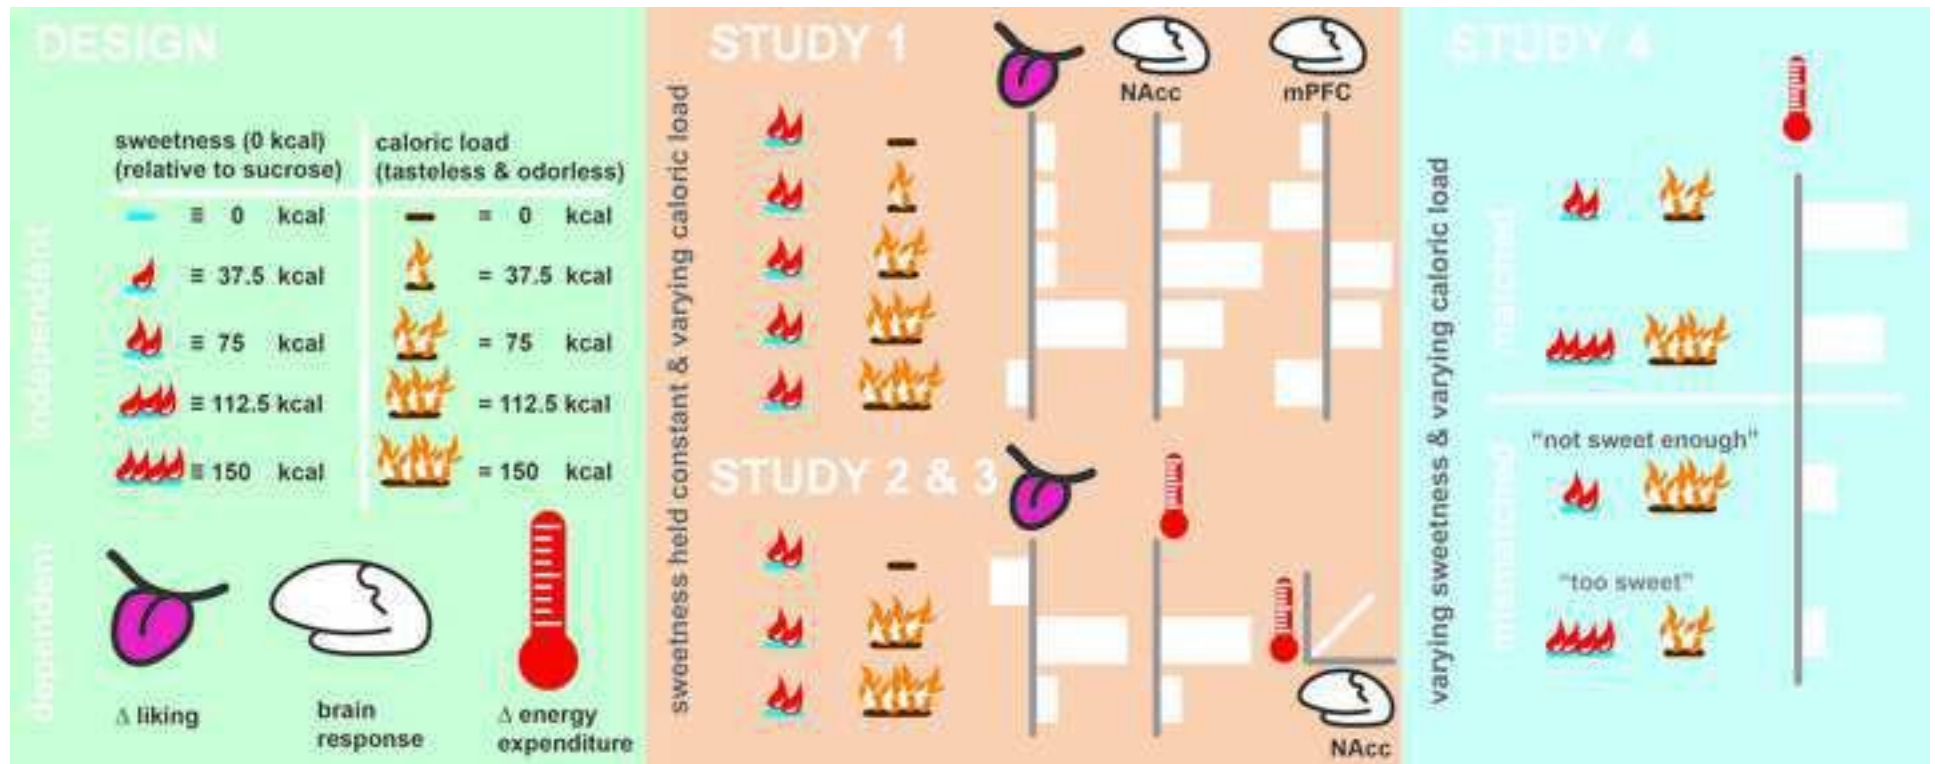 DESIGN
sweetness (0 kcal)
(relative to sucrose)
caloric load
(tasteless & odorless)
≡ 0 kcal
= 0 kcal
≡ 37.5 kcal
= 37.5 kcal
≡ 75 kcal
= 75 kcal
≡ 112.5 kcal
= 112.5 kcal
≡ 150 kcal
= 150 kcal
independent
dependent
Δ liking
brain
response
Δ energy
expenditure
sweetness held constant & varying caloric load
STUDY 1
NAcc
mPFC
STUDY 2 & 3
NAcc
varying sweetness & varying caloric load
STUDY 4
matched
mismatched
"not sweet enough"
"too sweet"